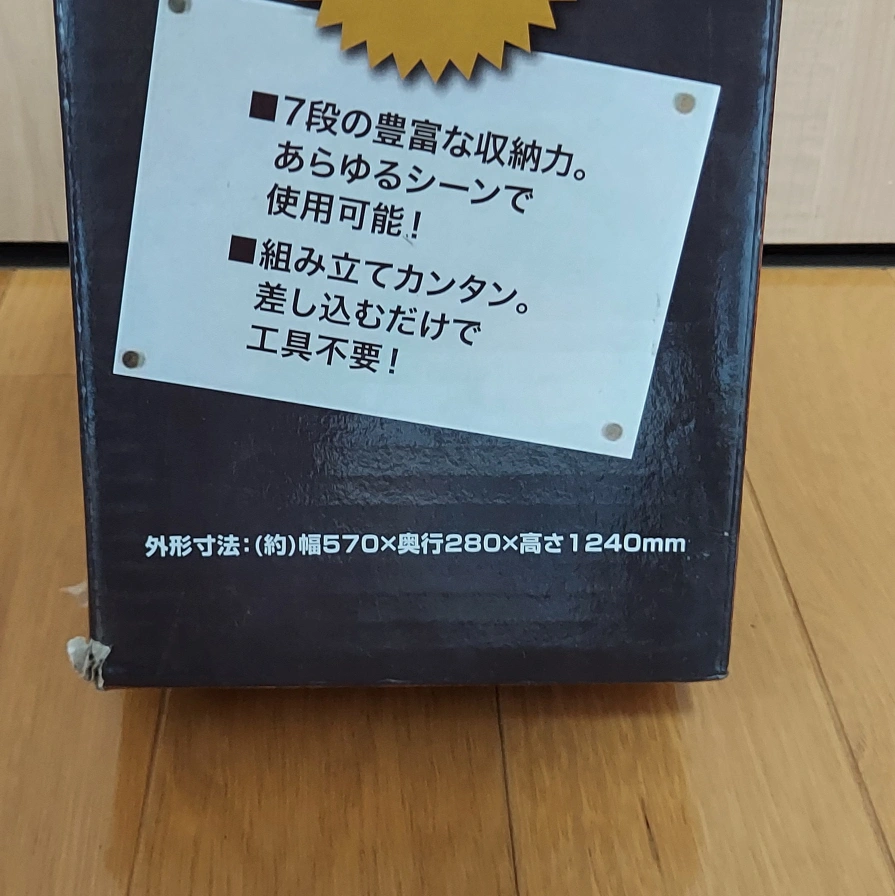 ■7段の豊富な収納力。
あらゆるシーンで
使用可能!
■組み立てカンタン。
差し込むだけで
工具不要!
外形寸法:(約)幅570×奥行280×高さ1240mm